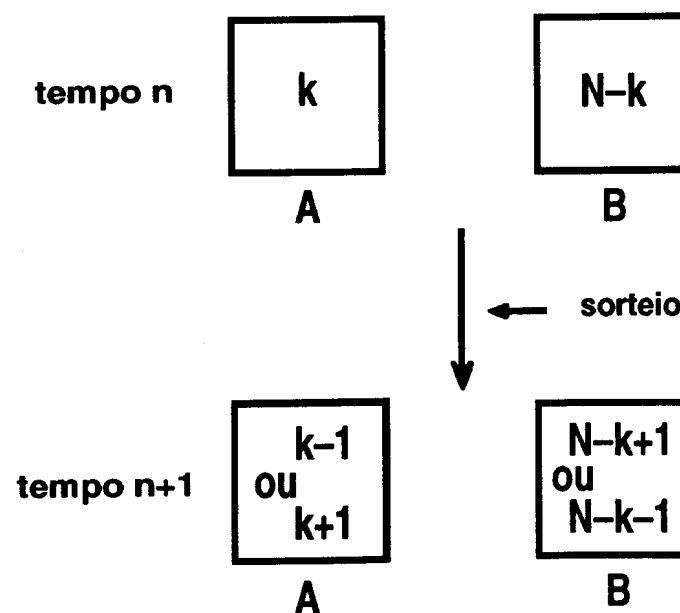 tempo n
k
N–k
A
B
sorteio
tempo n+1
k–1
ou
k+1
N–k+1
ou
N–k–1
A
B